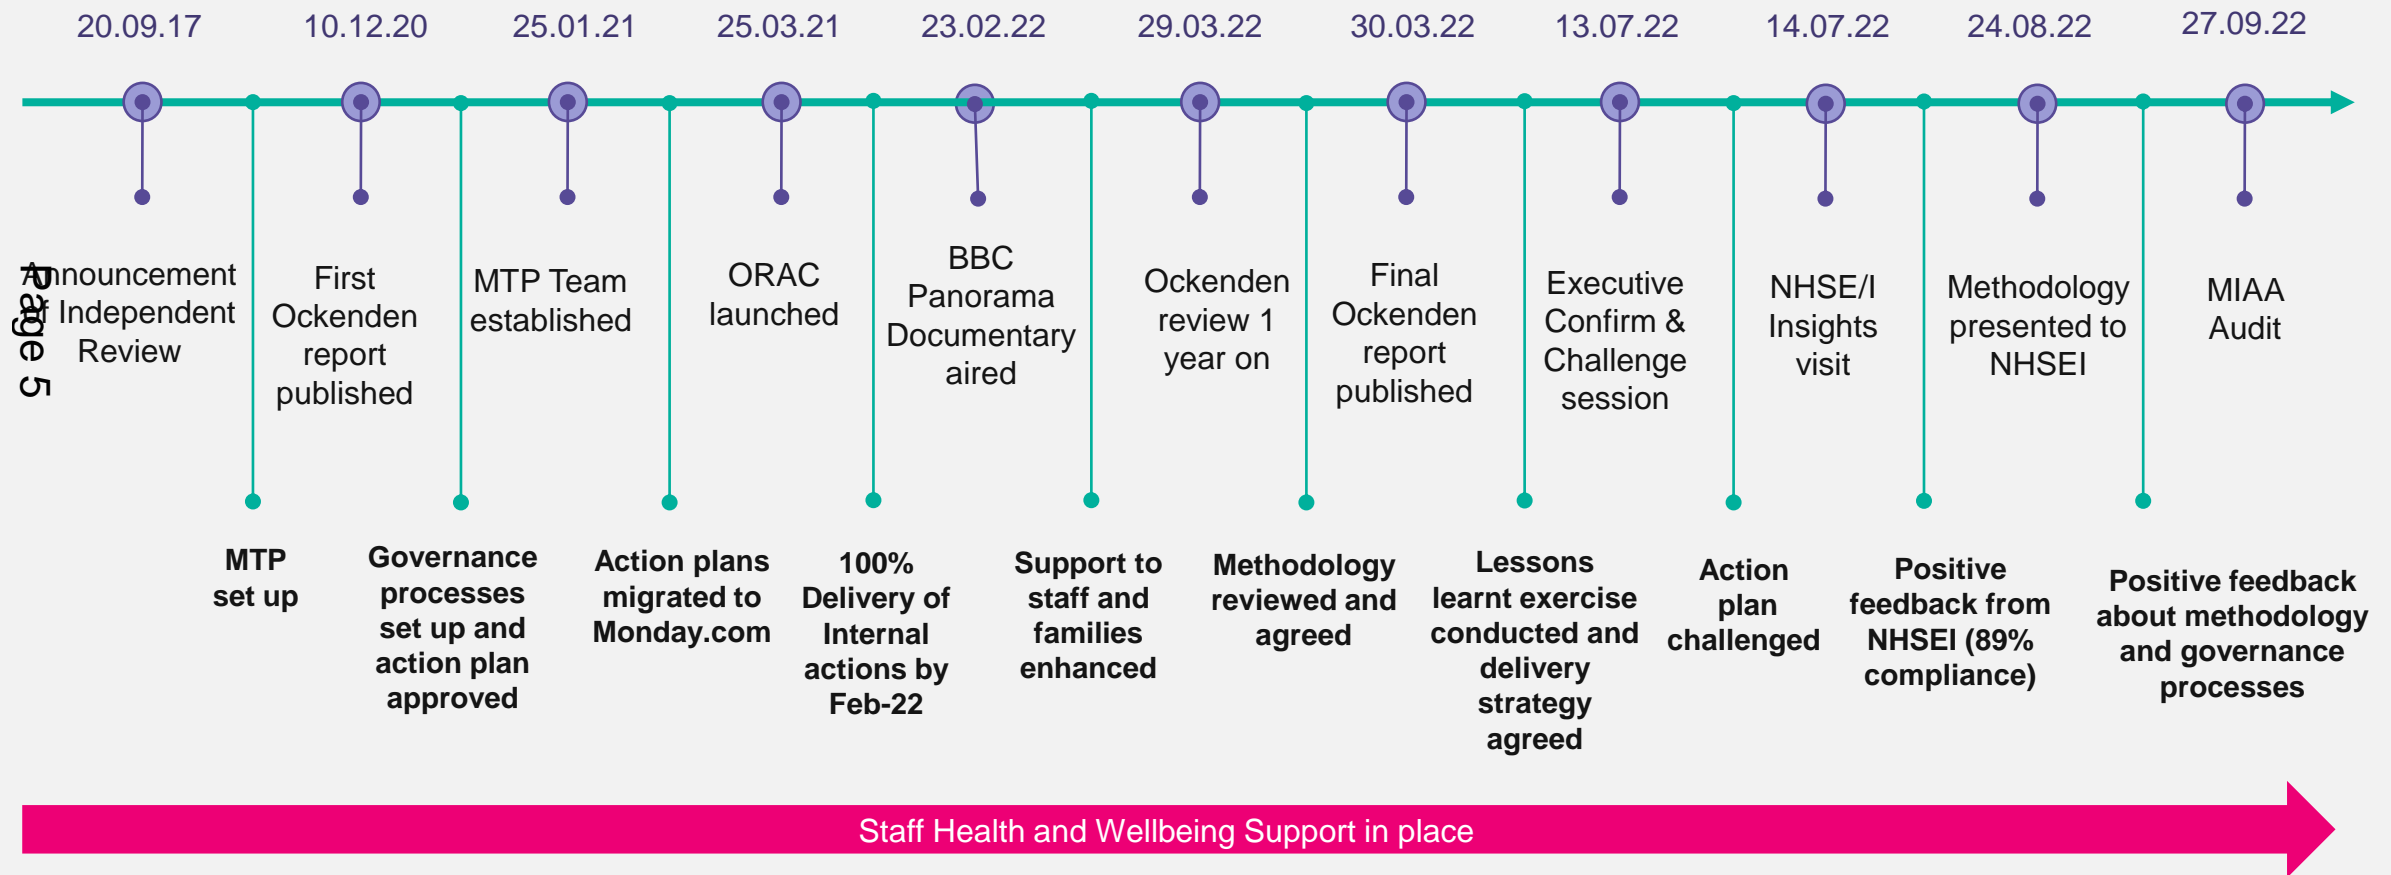 20.09.17
10.12.20
25.01.21
25.03.21
23.02.22
29.03.22
30.03.22
13.07.22
14.07.22
24.08.22
27.09.22
Page 5
Announcement
of Independent
Review
First
Ockenden
report
published
MTP Team
established
ORAC
launched
BBC
Panorama
Documentary
aired
Ockenden
review 1
year on
Final
Ockenden
report
published
Executive
Confirm &
Challenge
session
NHSE/I
Insights
visit
Methodology
presented to
NHSEI
MIAA
Audit
MTP
set up
Governance
processes
set up and
action plan
approved
Action plans
migrated to
Monday.com
100%
Delivery of
Internal
actions by
Feb-22
Support to
staff and
families
enhanced
Methodology
reviewed and
agreed
Lessons
learnt exercise
conducted and
delivery
strategy
agreed
Action
plan
challenged
Positive
feedback from
NHSEI (89%
compliance)
Positive feedback
about methodology
and governance
processes
Staff Health and Wellbeing Support in place